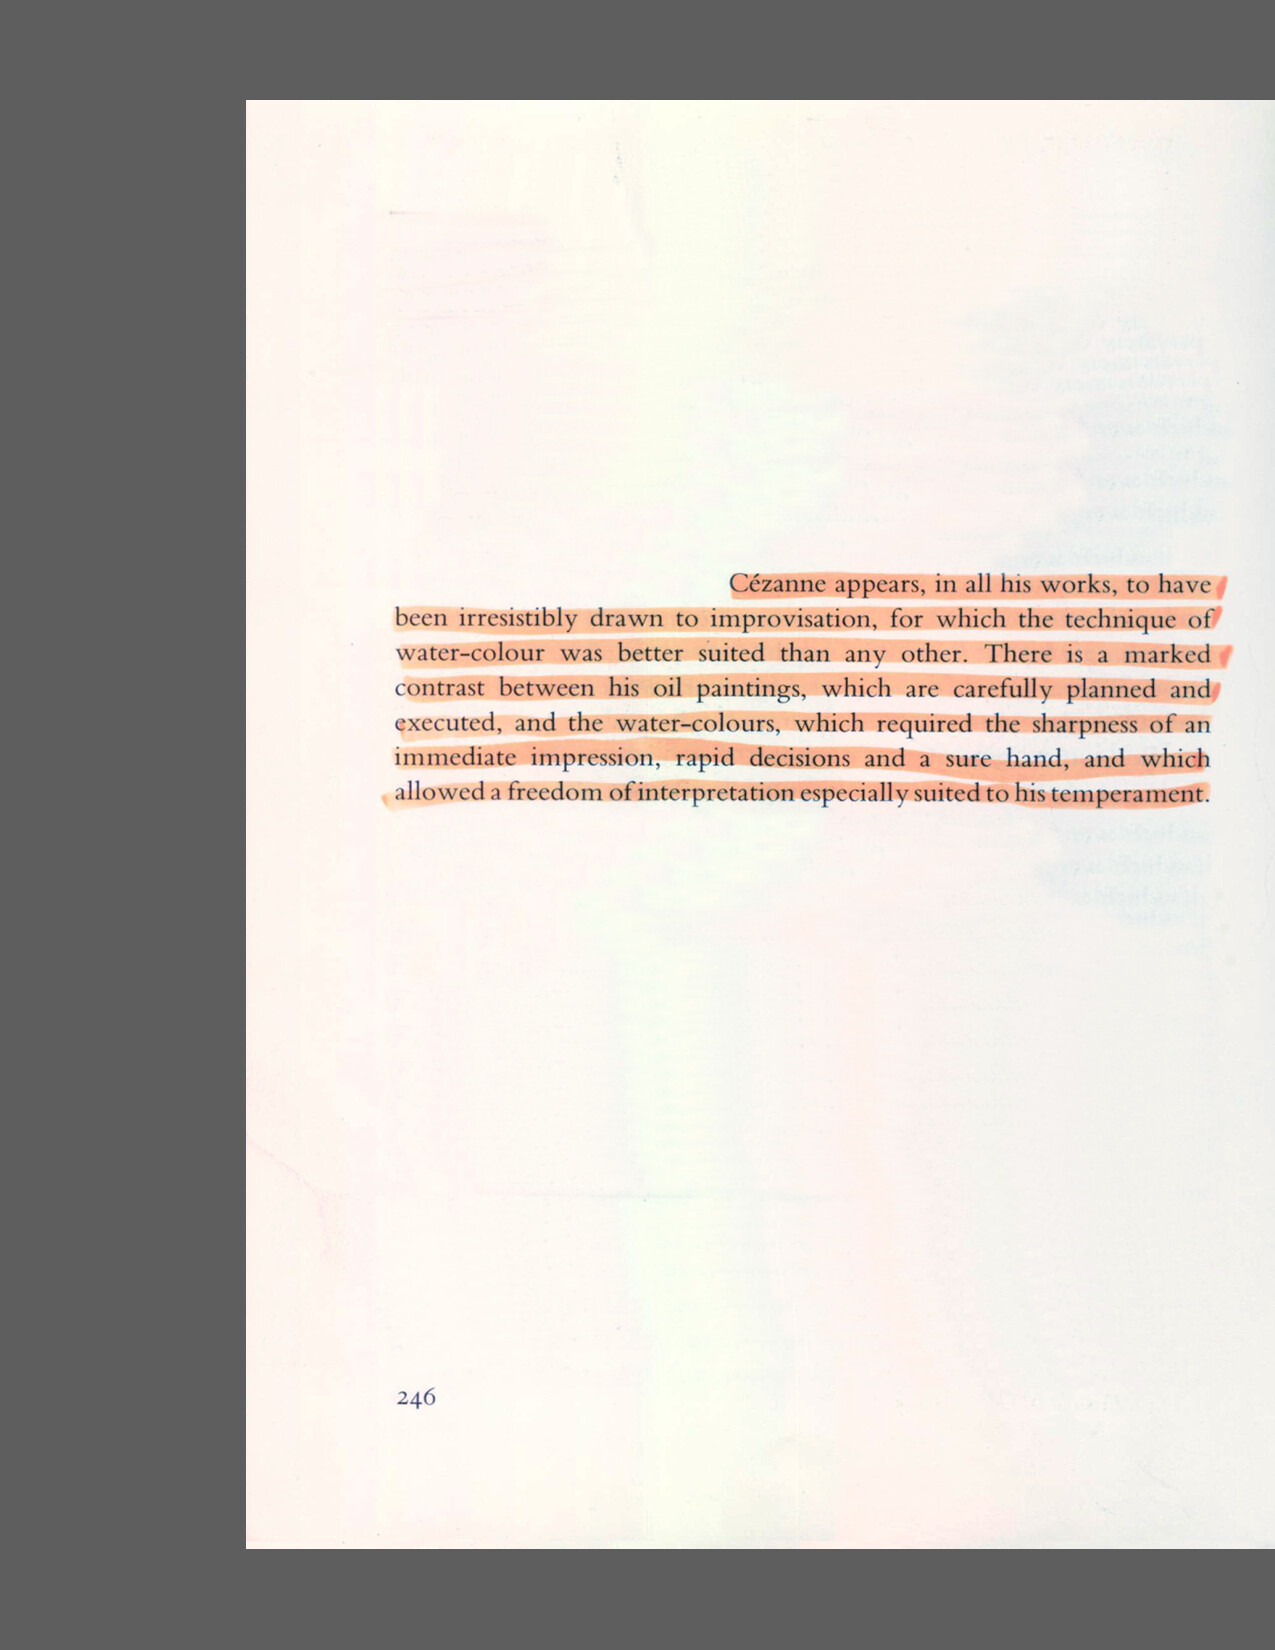 Cézanne appears, in all his works, to have
been irresistibly drawn to improvisation, for which the technique of
water-colour was better suited than any other. There is a marked
contrast between his oil paintings, which are carefully planned and
executed, and the water-colours, which required the sharpness of an
immediate impression, rapid decisions and a sure hand, and which
allowed a freedom of interpretation especially suited to his temperament.
246